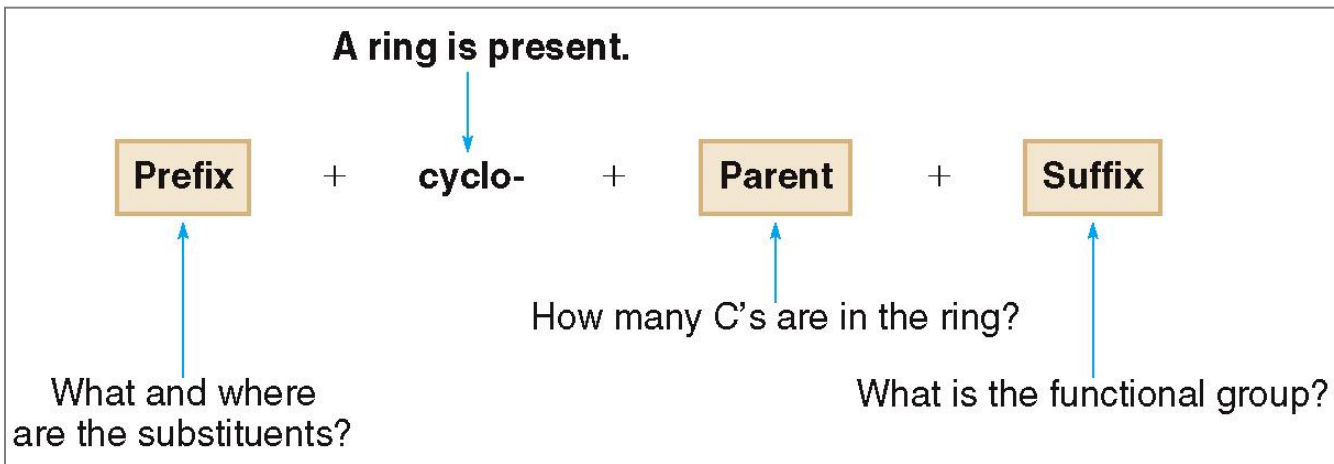 A ring is present.
Prefix + cyclo- + Parent + Suffix
How many C's are in the ring?
What and where
are the substituents?
What is the functional group?